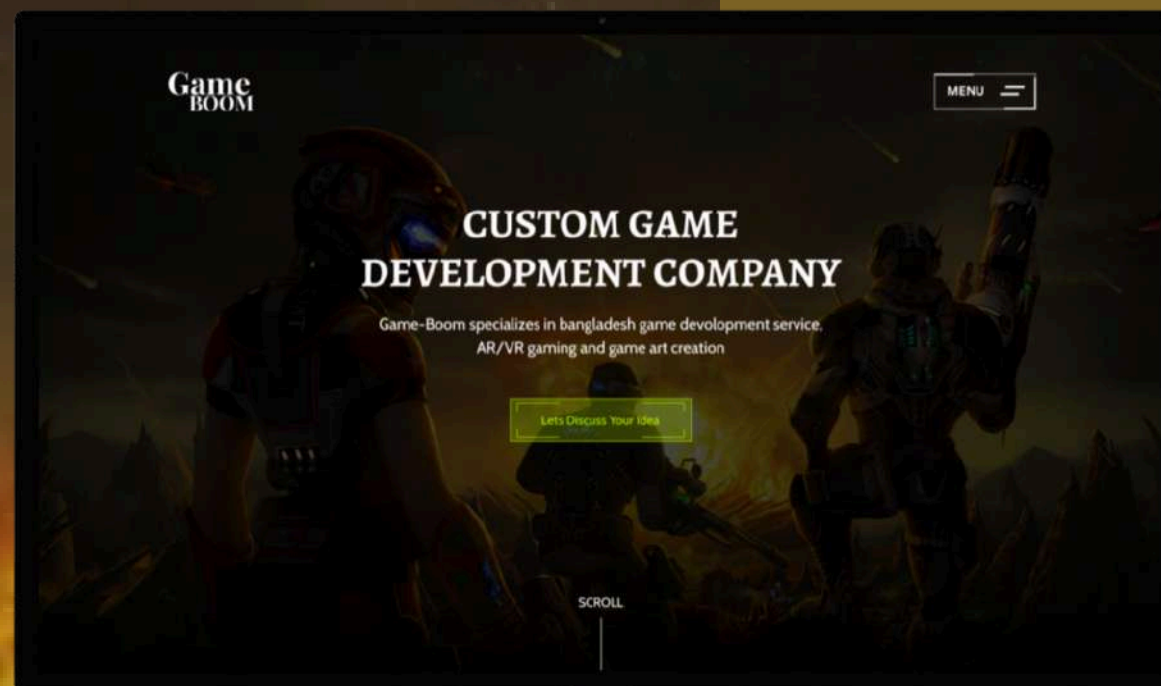 Game
BOOM
MENU
CUSTOM GAME
DEVELOPMENT COMPANY
Game-Boom specializes in bangladesh game devolopment service,
AR/VR gaming and game art creation
Lets Discuss Your Idea
SCROLL